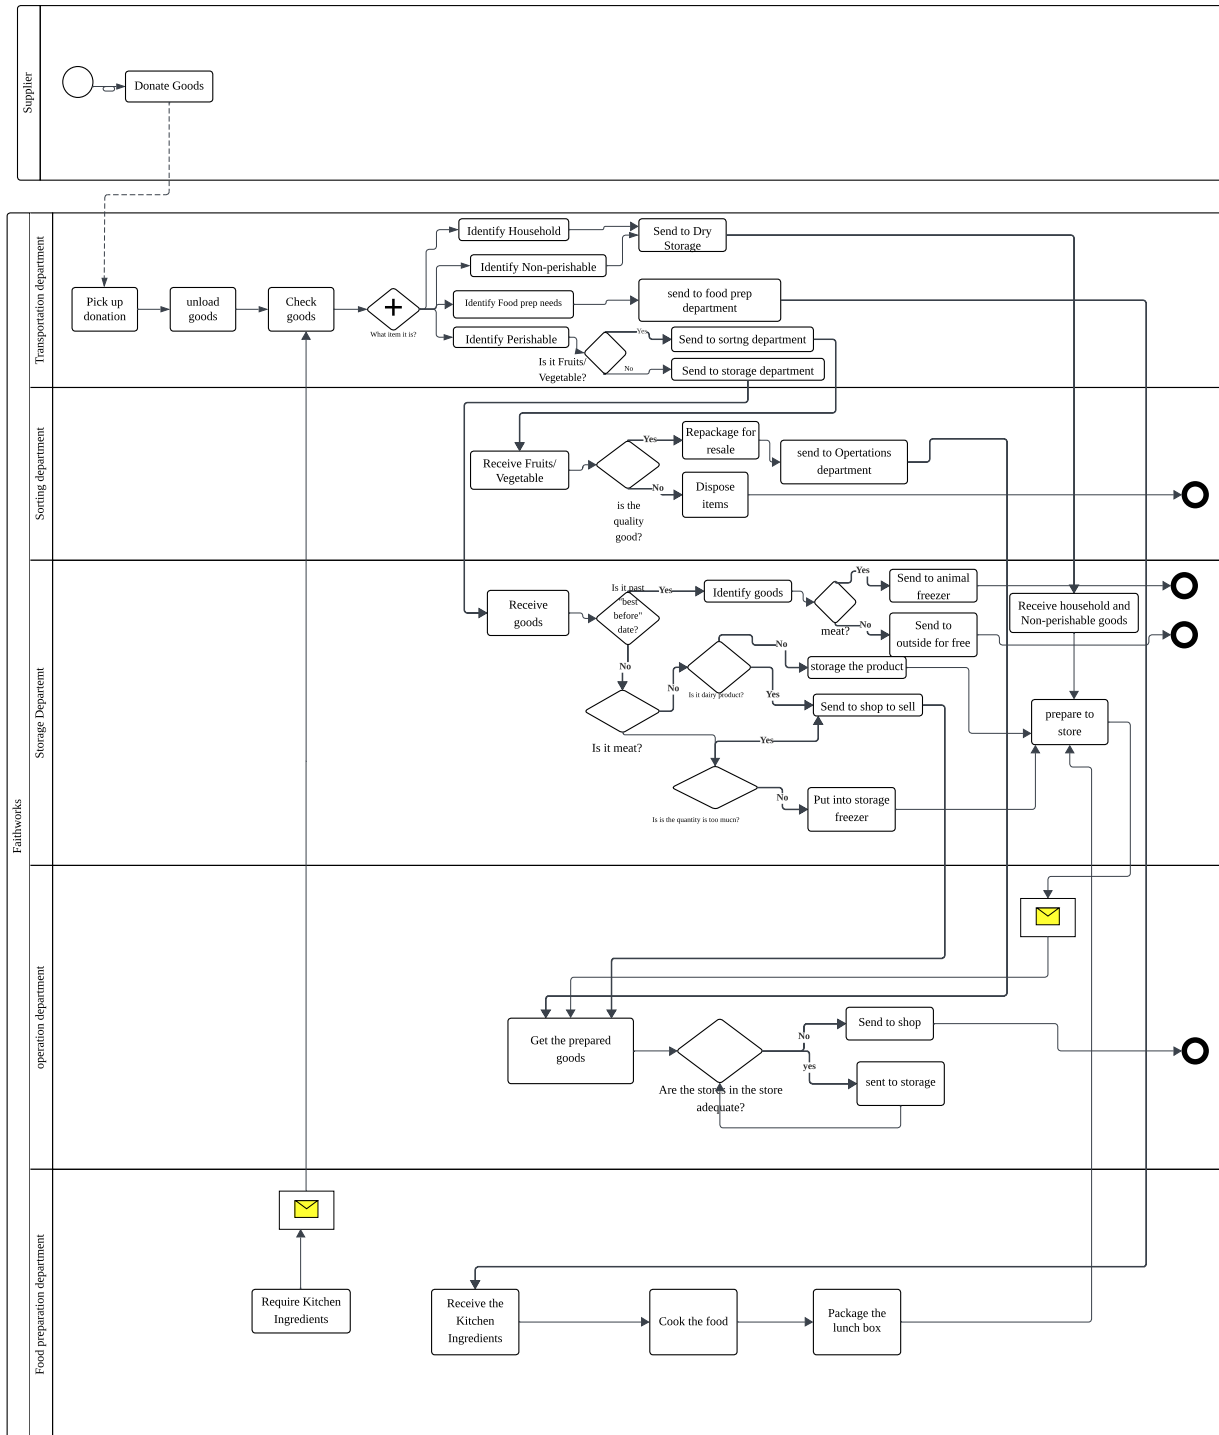 Supplier
Donate Goods
Faithworks
Transportation department
Pick up
donation
unload
goods
Check
goods
What item it is?
Identify Household
Identify Non-perishable
Identify Food prep needs
Identify Perishable
Send to Dry
Storage
send to food prep
department
Is it Fruits/
Vegetable?
Yes
No
Send to sortng department
Send to storage department
Sorting department
Receive Fruits/
Vegetable
is the
quality
good?
Yes
No
Repackage for
resale
Dispose
items
send to Opertations
department
Storage Departemt
Receive
goods
Is it past
"best
before"
date?
Yes
No
Identify goods
meat?
Yes
No
Send to animal
freezer
Send to
outside for free
Receive household and
Non-perishable goods
Is it meat?
No
Is it dairy product?
No
Yes
storage the product
Send to shop to sell
Yes
Is is the quantity is too mucn?
No
Put into storage
freezer
prepare to
store
operation department
Get the prepared
goods
Are the stores in the store
adequate?
No
yes
Send to shop
sent to storage
Food preparation department
Require Kitchen
Ingredients
Receive the
Kitchen
Ingredients
Cook the food
Package the
lunch box